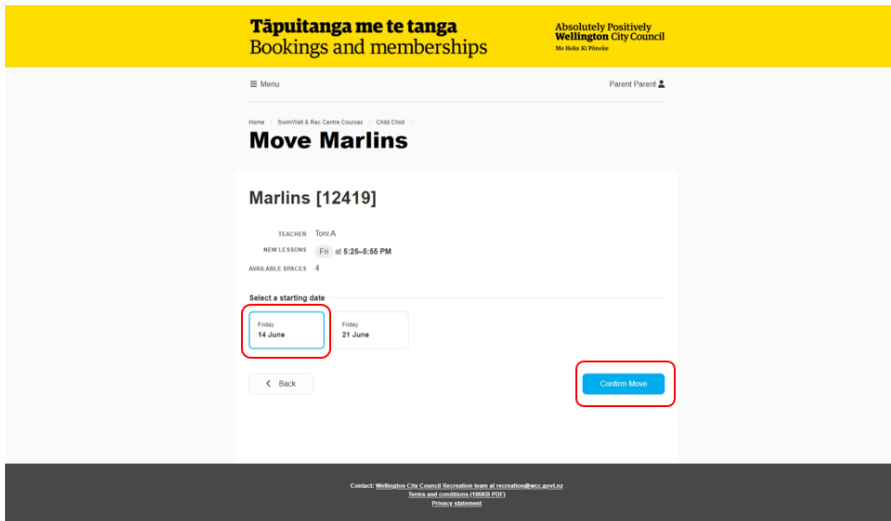 Tāpuitanga me te tanga
Bookings and memberships
Absolutely Positively
Wellington City Council
Me Heke Ki Pōneke
Menu
Parent Parent
Home / SwimWell & Rec Centre Courses / Child Child /
Move Marlins
Marlins [12419]
TEACHER Toni A
NEW LESSONS Fri at 5:25–5:55 PM
AVAILABLE SPACES 4
Select a starting date
Friday
14 June
Friday
21 June
Back
Confirm Move
Contact: Wellington City Council Recreation team at recreation@wcc.govt.nz
Terms and conditions (106KB PDF)
Privacy statement